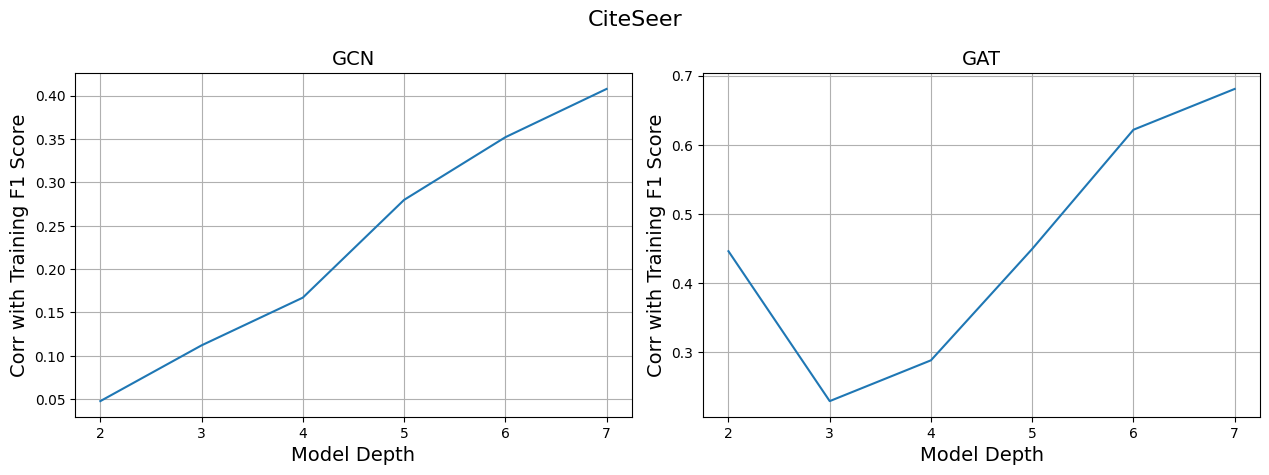 CiteSeer
GCN
Corr with Training F1 Score
0.40
0.35
0.30
0.25
0.20
0.15
0.10
0.05
2 3 4 5 6 7
Model Depth
GAT
Corr with Training F1 Score
0.7
0.6
0.5
0.4
0.3
2 3 4 5 6 7
Model Depth